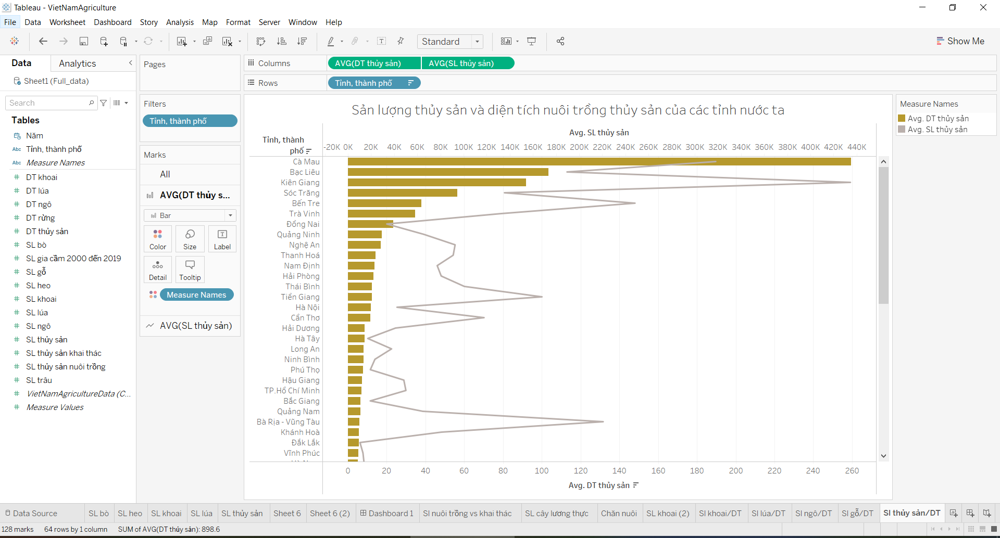 Tableau - VietNamAgriculture
File Data Worksheet Dashboard Story Analysis Map Format Server Window Help
Standard
Show Me
Data Analytics
Sheet1 (Full_data)
Search
Tables
Năm
Abc Tỉnh, thành phố
Abc Measure Names
# DT khoai
# DT lúa
# DT ngô
# DT rừng
# DT thủy sản
# SL bò
# SL gia cầm 2000 đến 2019
# SL gỗ
# SL heo
# SL khoai
# SL lúa
# SL ngô
# SL thủy sản
# SL thủy sản khai thác
# SL thủy sản nuôi trồng
# SL trâu
# VietNamAgricultureData (C...
# Measure Values
Pages
Filters
Tỉnh, thành phố
Marks
All
AVG(DT thủy s...
Bar
Color Size Label
Detail Tooltip
Measure Names
AVG(SL thủy sản)
Columns AVG(DT thủy sản) AVG(SL thủy sản)
Rows Tỉnh, thành phố
Sản lượng thủy sản và diện tích nuôi trồng thủy sản của các tỉnh nước ta
Avg. SL thủy sản
Tỉnh, thành
phố
-20K 0K 20K 40K 60K 80K 100K 120K 140K 160K 180K 200K 220K 240K 260K 280K 300K 320K 340K 360K 380K 400K 420K 440K
Cà Mau
Bạc Liêu
Kiên Giang
Sóc Trăng
Bến Tre
Trà Vinh
Đồng Nai
Quảng Ninh
Nghệ An
Thanh Hoá
Nam Định
Hải Phòng
Thái Bình
Tiền Giang
Hà Nội
Cần Thơ
Hải Dương
Hà Tây
Long An
Ninh Bình
Phú Thọ
Hậu Giang
TP.Hồ Chí Minh
Bắc Giang
Quảng Nam
Bà Rịa - Vũng Tàu
Khánh Hoà
Đắk Lắk
Vĩnh Phúc
0 20 40 60 80 100 120 140 160 180 200 220 240 260
Avg. DT thủy sản
Measure Names
Avg. DT thủy sản
Avg. SL thủy sản
Data Source SL bò SL heo SL khoai SL lúa SL thủy sản Sheet 6 Sheet 6 (2) Dashboard 1 Sl nuôi trồng vs khai thác SL cây lương thực Chăn nuôi SL khoai (2) Sl khoai/DT Sl lúa/DT Sl ngô/DT Sl gỗ/DT Sl thủy sản/DT
128 marks 64 rows by 1 column SUM of AVG(DT thủy sản): 898.6